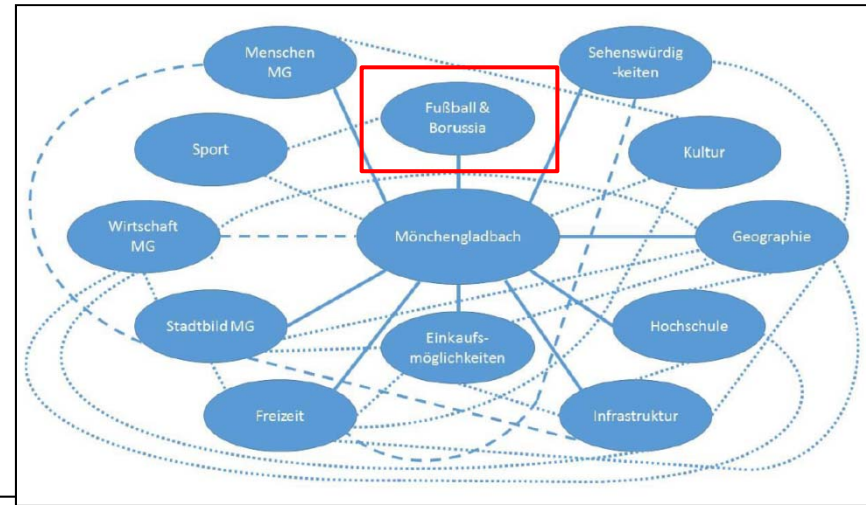 Menschen
MG
Sehenswürdig
-keiten
Fußball &
Borussia
Sport
Kultur
Wirtschaft
MG
Mönchengladbach
Geographie
Stadtbild MG
Einkaufs-
möglichkeiten
Hochschule
Freizeit
Infrastruktur